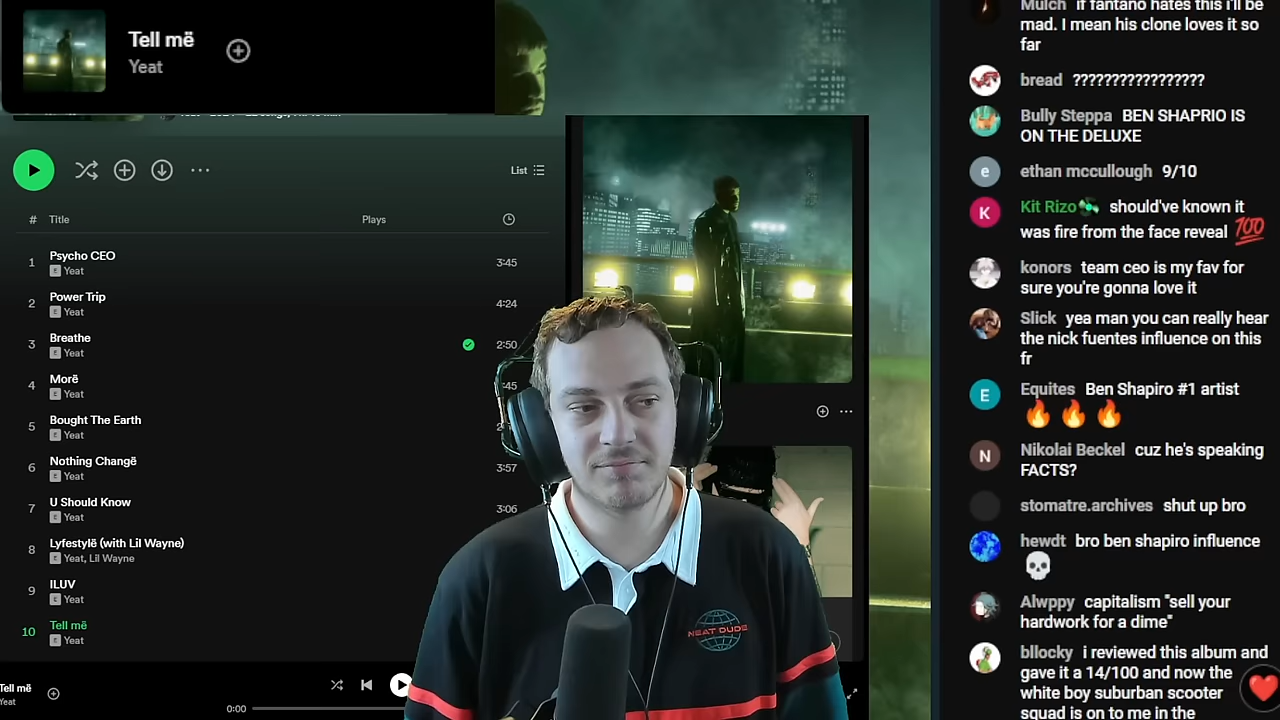 Tell më
Yeat
List
# Title Plays
1 Psycho CEO 3:45
E Yeat
2 Power Trip 4:24
E Yeat
3 Breathe 2:50
E Yeat
4 Morë :45
E Yeat
5 Bought The Earth 2
E Yeat
6 Nothing Changë 3:57
E Yeat
7 U Should Know 3:06
E Yeat
8 Lyfestylë (with Lil Wayne)
E Yeat, Lil Wayne
9 ILUV
E Yeat
10 Tell më
E Yeat
Tell më
Yeat
0:00
NEAT DUDE
Mulch if fantano hates this i'll be
mad. I mean his clone loves it so
far
bread ?????????????????
Bully Steppa BEN SHAPRIO IS
ON THE DELUXE
e ethan mccullough 9/10
K Kit Rizo💸 should've known it
was fire from the face reveal 💯
konors team ceo is my fav for
sure you're gonna love it
Slick yea man you can really hear
the nick fuentes influence on this
fr
E Equites Ben Shapiro #1 artist
🔥 🔥 🔥
N Nikolai Beckel cuz he's speaking
FACTS?
stomatre.archives shut up bro
hewdt bro ben shapiro influence
💀
Alwppy capitalism "sell your
hardwork for a dime"
bllocky i reviewed this album and
gave it a 14/100 and now the
white boy suburban scooter
squad is on to me in the